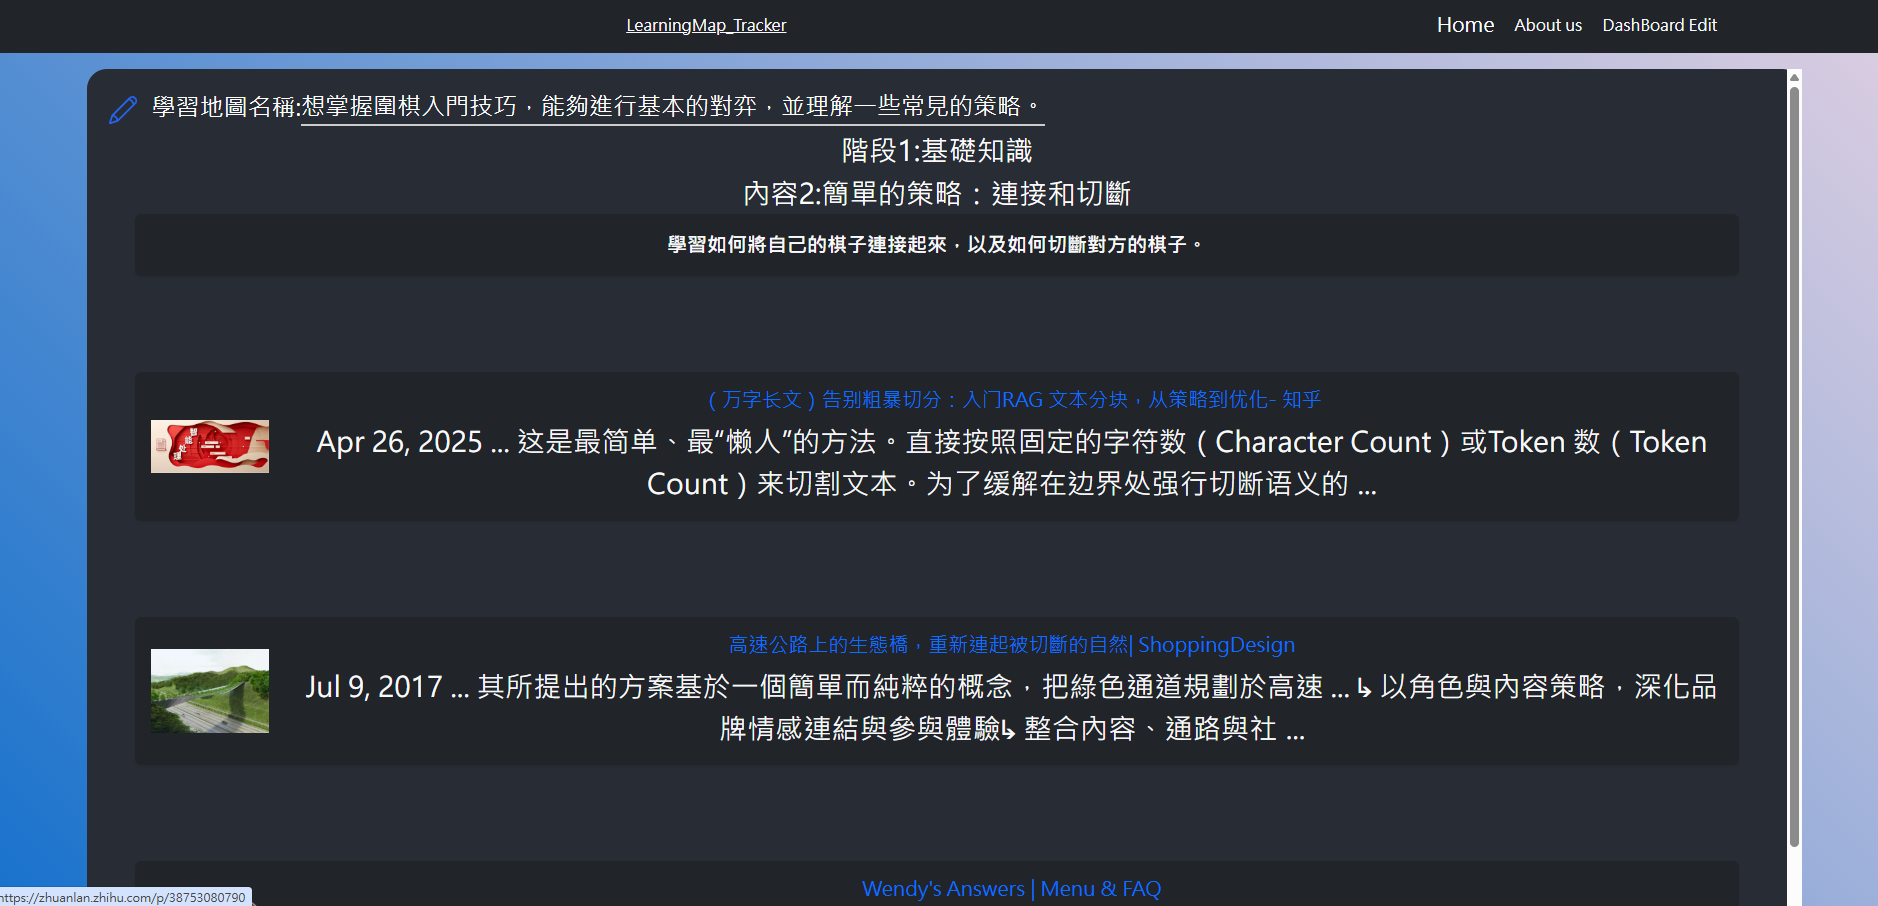 LearningMap_Tracker
Home About us DashBoard Edit
學習地圖名稱:想掌握圍棋入門技巧，能夠進行基本的對弈，並理解一些常見的策略。
階段1:基礎知識
內容2:簡單的策略：連接和切斷
學習如何將自己的棋子連接起來，以及如何切斷對方的棋子。
（万字长文）告别粗暴切分：入门RAG 文本分块，从策略到优化- 知乎
智能处理
Apr 26, 2025 ... 这是最简单、最“懒人”的方法。直接按照固定的字符数（Character Count）或Token 数（Token
Count）来切割文本。为了缓解在边界处强行切断语义的 ...
高速公路上的生態橋，重新連起被切斷的自然| ShoppingDesign
Jul 9, 2017 ... 其所提出的方案基於一個簡單而純粹的概念，把綠色通道規劃於高速 ... ↳ 以角色與內容策略，深化品
牌情感連結與參與體驗↳ 整合內容、通路與社 ...
Wendy's Answers | Menu & FAQ
https://zhuanlan.zhihu.com/p/38753080790